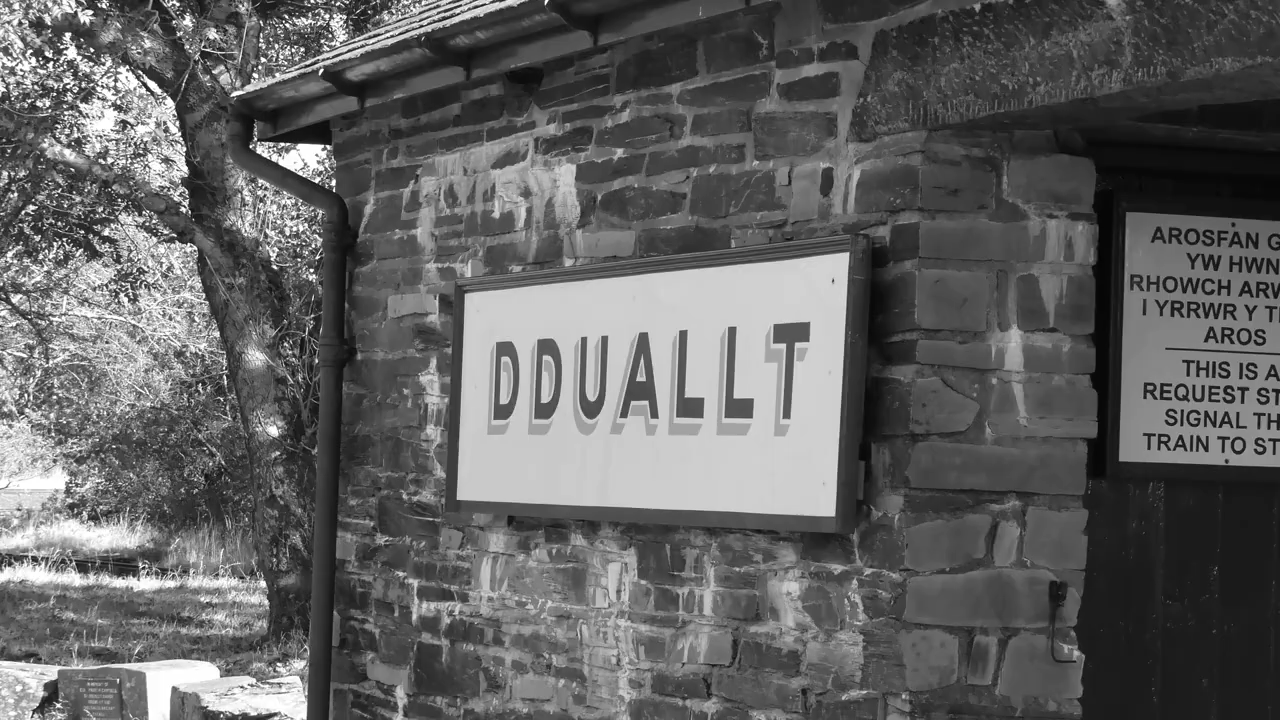 DDUALLT
AROSFAN G
YW HWN
RHOWCH ARW
I YRRWR Y T
AROS
THIS IS A
REQUEST ST
SIGNAL TH
TRAIN TO ST